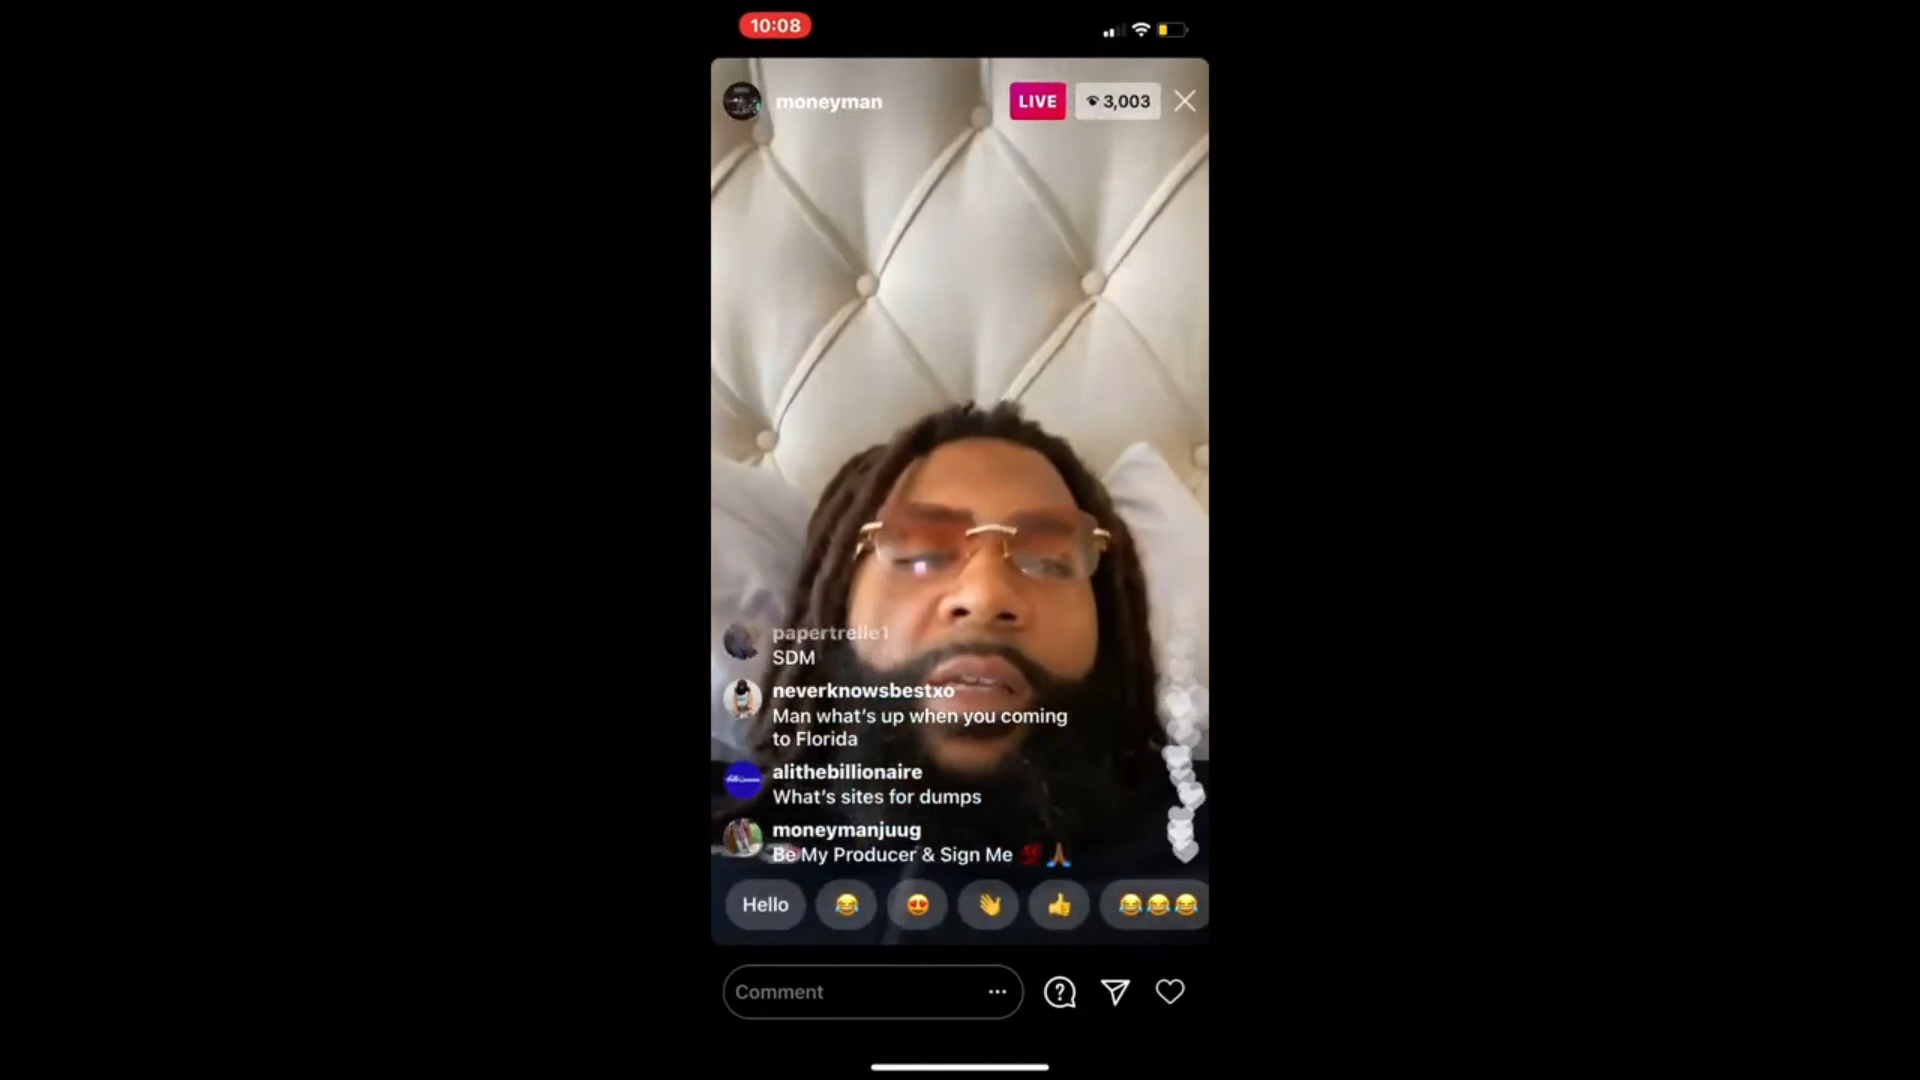 10:08
moneyman
LIVE
3,003
papertrelle1
SDM
neverknowsbestxo
Man what's up when you coming
to Florida
alithebillionaire
What's sites for dumps
moneymanjuug
Be My Producer & Sign Me 💯 🙏🏾
Hello
Comment